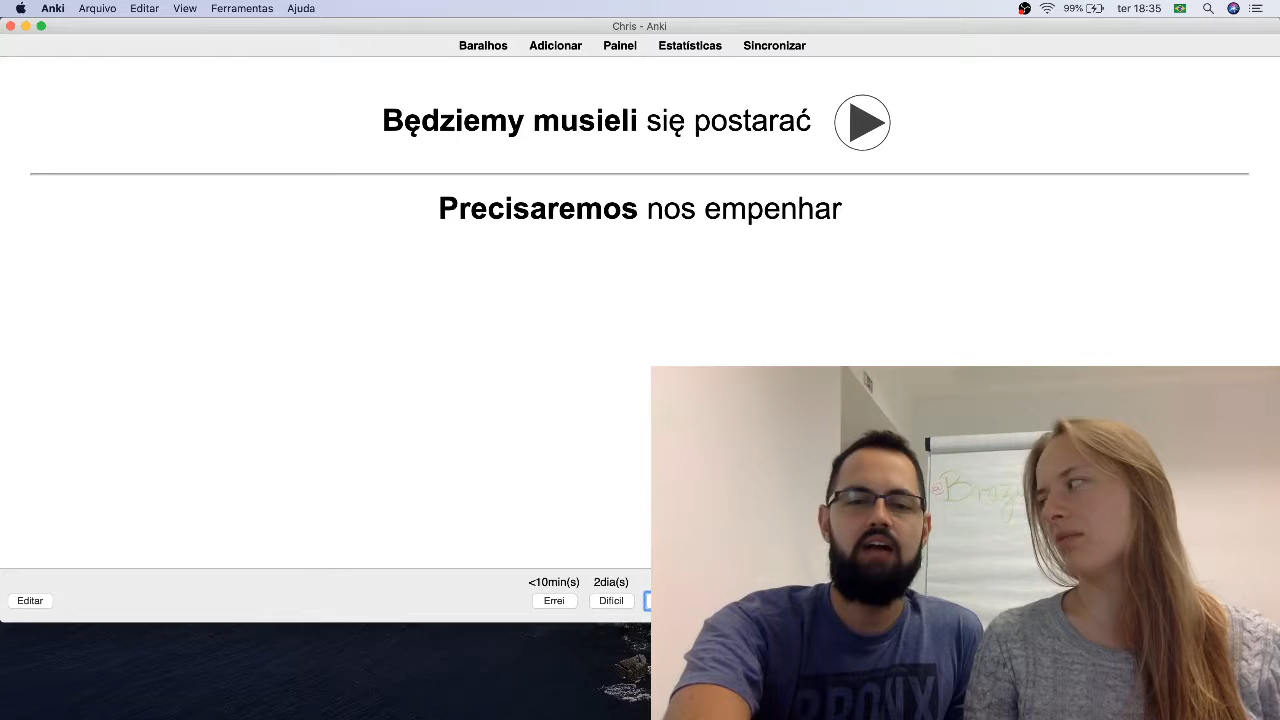 Anki Arquivo Editar View Ferramentas Ajuda 99% ter 18:35
Chris - Anki
Baralhos Adicionar Painel Estatísticas Sincronizar
Będziemy musieli się postarać
Precisaremos nos empenhar
<10min(s) 2dia(s)
Editar Errei Difícil
BRONX